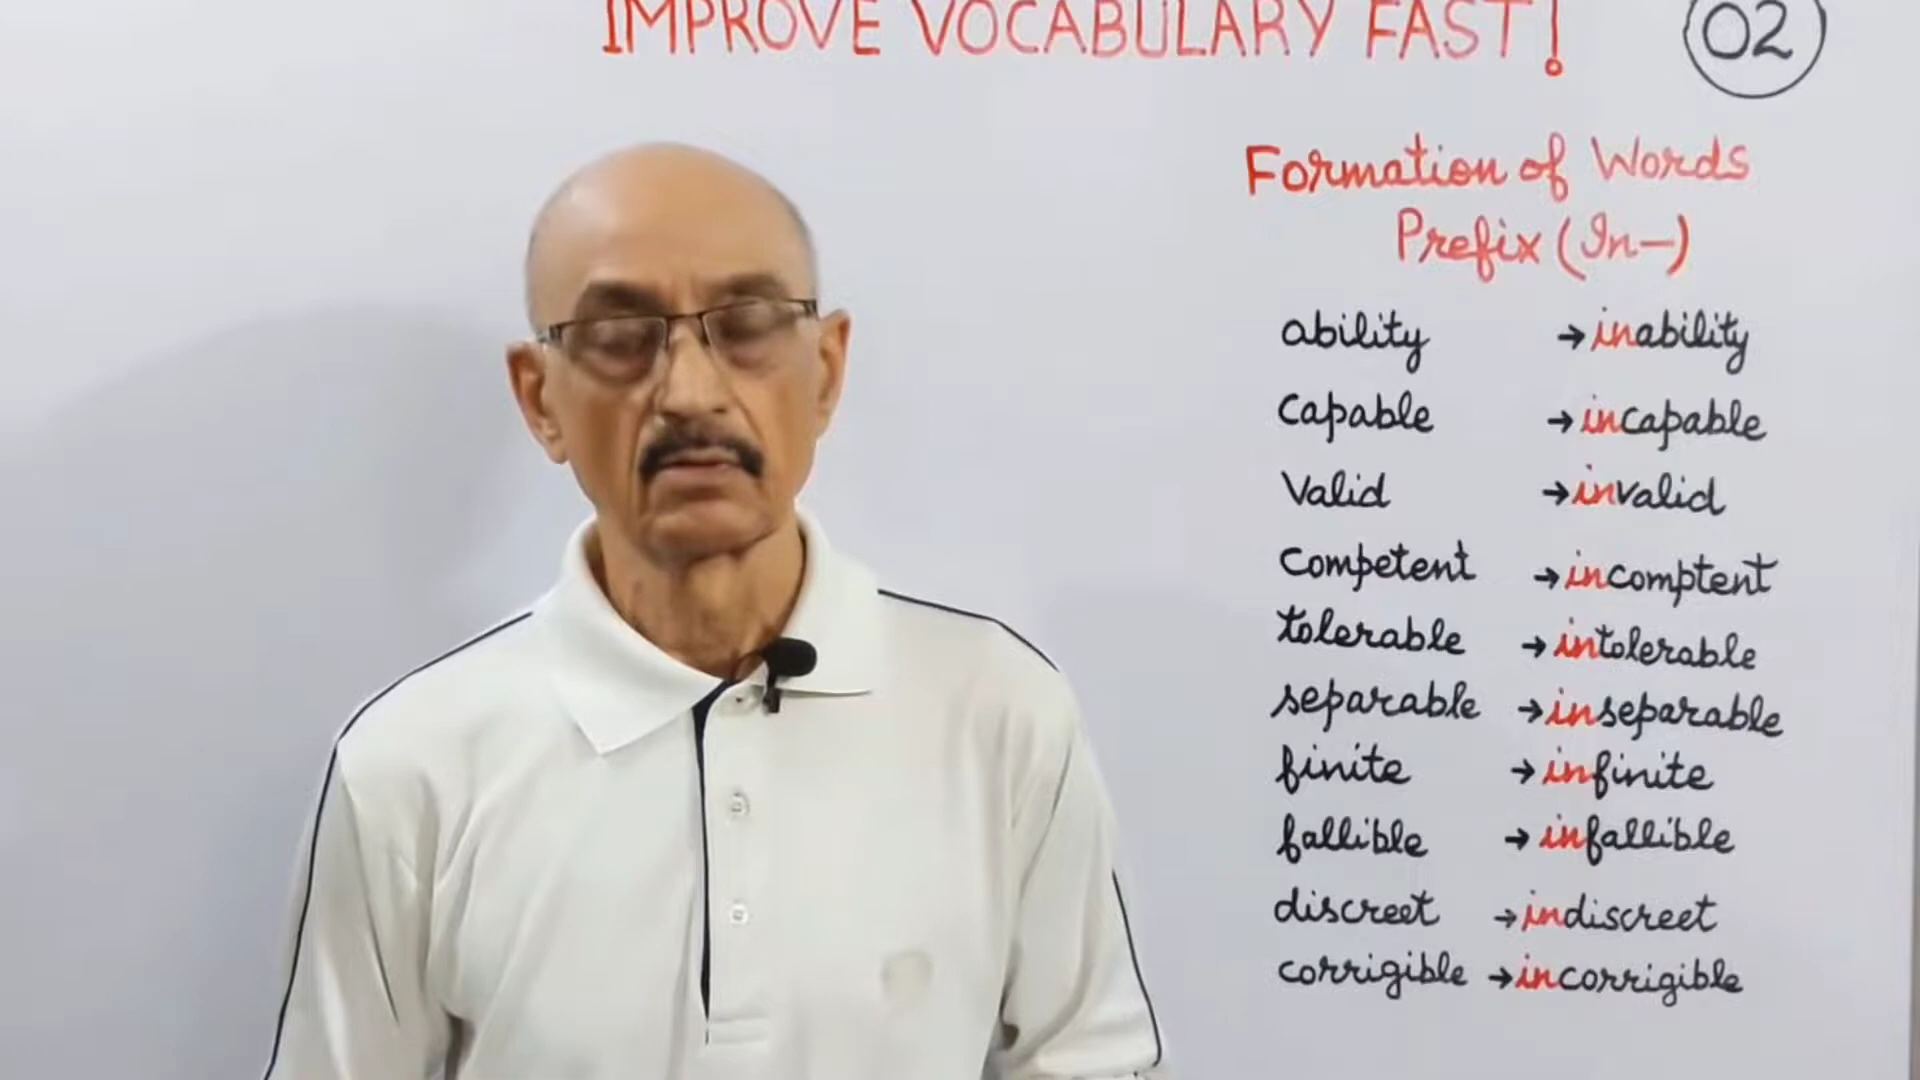 IMPROVE VOCABULARY FAST!
02
Formation of Words
Prefix (In-)
ability → inability
Capable → incapable
Valid → invalid
Competent → incomptent
tolerable → intolerable
separable → inseparable
finite → infinite
fallible → infallible
discreet → indiscreet
corrigible → incorrigible